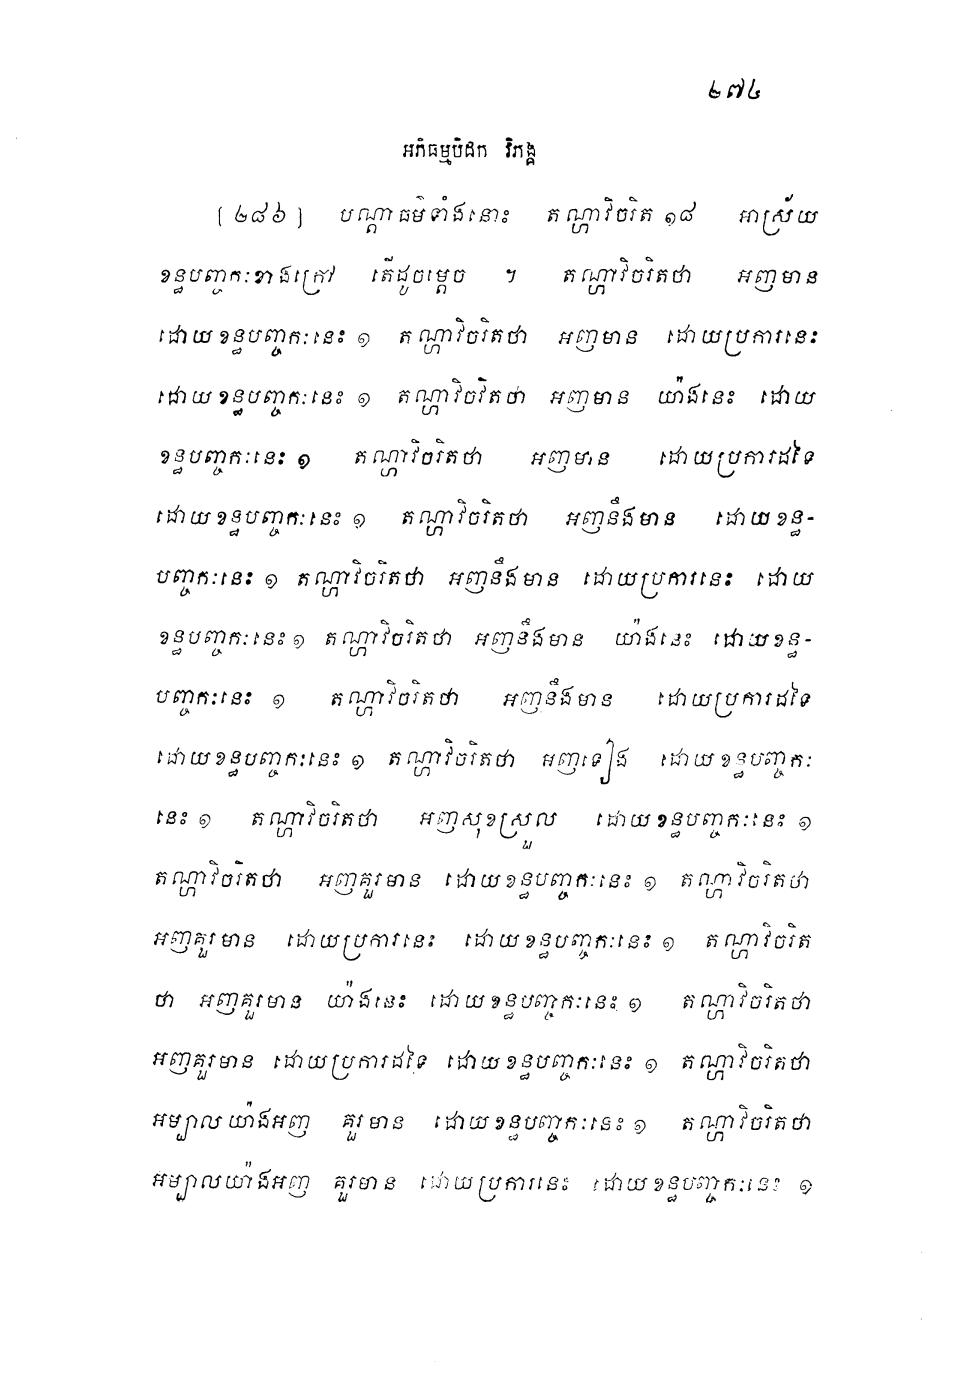 ២៧៤
អភិធម្មបិដក វិភង្គ
[២៨៦] បណ្តាធម៌ទាំងនោះ តណ្ហាវិចរិត ១៨ អាស្រ័យ
ខន្ធបញ្ចកៈខាងក្រៅ តើដូចម្តេច ។ តណ្ហាវិចរិតថា អញមាន
ដោយខន្ធបញ្ចកៈនេះ ១ តណ្ហាវិចរិតថា អញមាន ដោយប្រការនេះ
ដោយខន្ធបញ្ចកៈនេះ ១ តណ្ហាវិចរិតថា អញមាន យ៉ាងនេះ ដោយ
ខន្ធបញ្ចកៈនេះ ១ តណ្ហាវិចរិតថា អញមាន ដោយប្រការដទៃ
ដោយខន្ធបញ្ចកៈនេះ ១ តណ្ហាវិចរិតថា អញនឹងមាន ដោយខន្ធ-
បញ្ចកៈនេះ ១ តណ្ហាវិចរិតថា អញនឹងមាន ដោយប្រការនេះ ដោយ
ខន្ធបញ្ចកៈនេះ ១ តណ្ហាវិចរិតថា អញនឹងមាន យ៉ាងនេះ ដោយខន្ធ-
បញ្ចកៈនេះ ១ តណ្ហាវិចរិតថា អញនឹងមាន ដោយប្រការដទៃ
ដោយខន្ធបញ្ចកៈនេះ ១ តណ្ហាវិចរិតថា អញទៀង ដោយខន្ធបញ្ចកៈ
នេះ ១ តណ្ហាវិចរិតថា អញសុខស្រួល ដោយខន្ធបញ្ចកៈនេះ ១
តណ្ហាវិចរិតថា អញគួរមាន ដោយខន្ធបញ្ចកៈនេះ ១ តណ្ហាវិចរិតថា
អញគួរមាន ដោយប្រការនេះ ដោយខន្ធបញ្ចកៈនេះ ១ តណ្ហាវិចរិត
ថា អញគួរមាន យ៉ាងនេះ ដោយខន្ធបញ្ចកៈនេះ ១ តណ្ហាវិចរិតថា
អញគួរមាន ដោយប្រការដទៃ ដោយខន្ធបញ្ចកៈនេះ ១ តណ្ហាវិចរិតថា
អម្បាលយ៉ាងអញ គួរមាន ដោយខន្ធបញ្ចកៈនេះ ១ តណ្ហាវិចរិតថា
អម្បាលយ៉ាងអញ គួរមាន ដោយប្រការនេះ ដោយខន្ធបញ្ចកៈនេះ ១